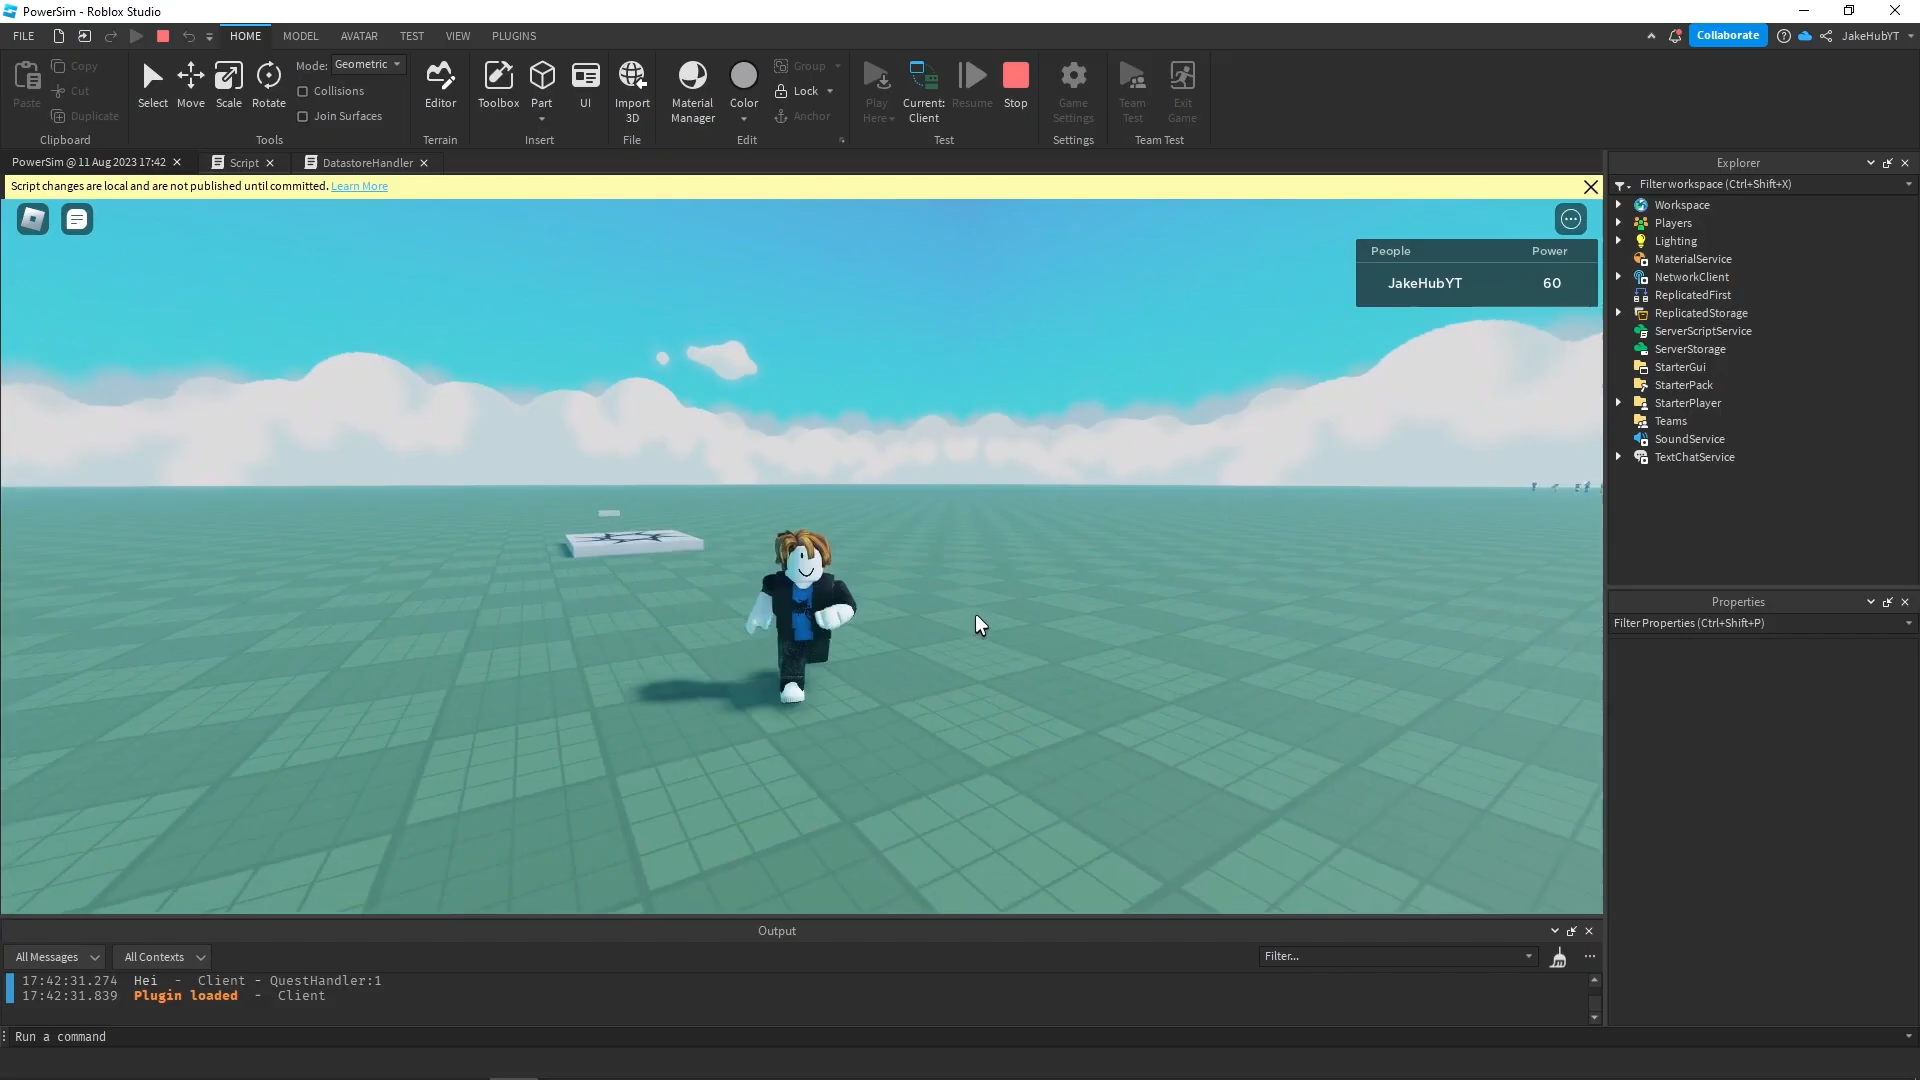 PowerSim - Roblox Studio
FILE HOME MODEL AVATAR TEST VIEW PLUGINS Collaborate JakeHubYT
Paste Copy Cut Duplicate
Clipboard
Select Move Scale Rotate Mode: Geometric
Collisions
Join Surfaces
Tools
Editor
Terrain
Toolbox Part UI
Insert
Import
3D
File
Material
Manager
Color
Group
Lock
Anchor
Edit
Play
Here
Current:
Client
Resume Stop
Test
Game
Settings
Settings
Team
Test
Exit
Game
Team Test
PowerSim @ 11 Aug 2023 17:42 Script DatastoreHandler
Script changes are local and are not published until committed. Learn More
People Power
JakeHubYT 60
Explorer
Filter workspace (Ctrl+Shift+X)
Workspace
Players
Lighting
MaterialService
NetworkClient
ReplicatedFirst
ReplicatedStorage
ServerScriptService
ServerStorage
StarterGui
StarterPack
StarterPlayer
Teams
SoundService
TextChatService
Properties
Filter Properties (Ctrl+Shift+P)
Output
All Messages All Contexts Filter...
17:42:31.274 Hei - Client - QuestHandler:1
17:42:31.839 Plugin loaded - Client
Run a command